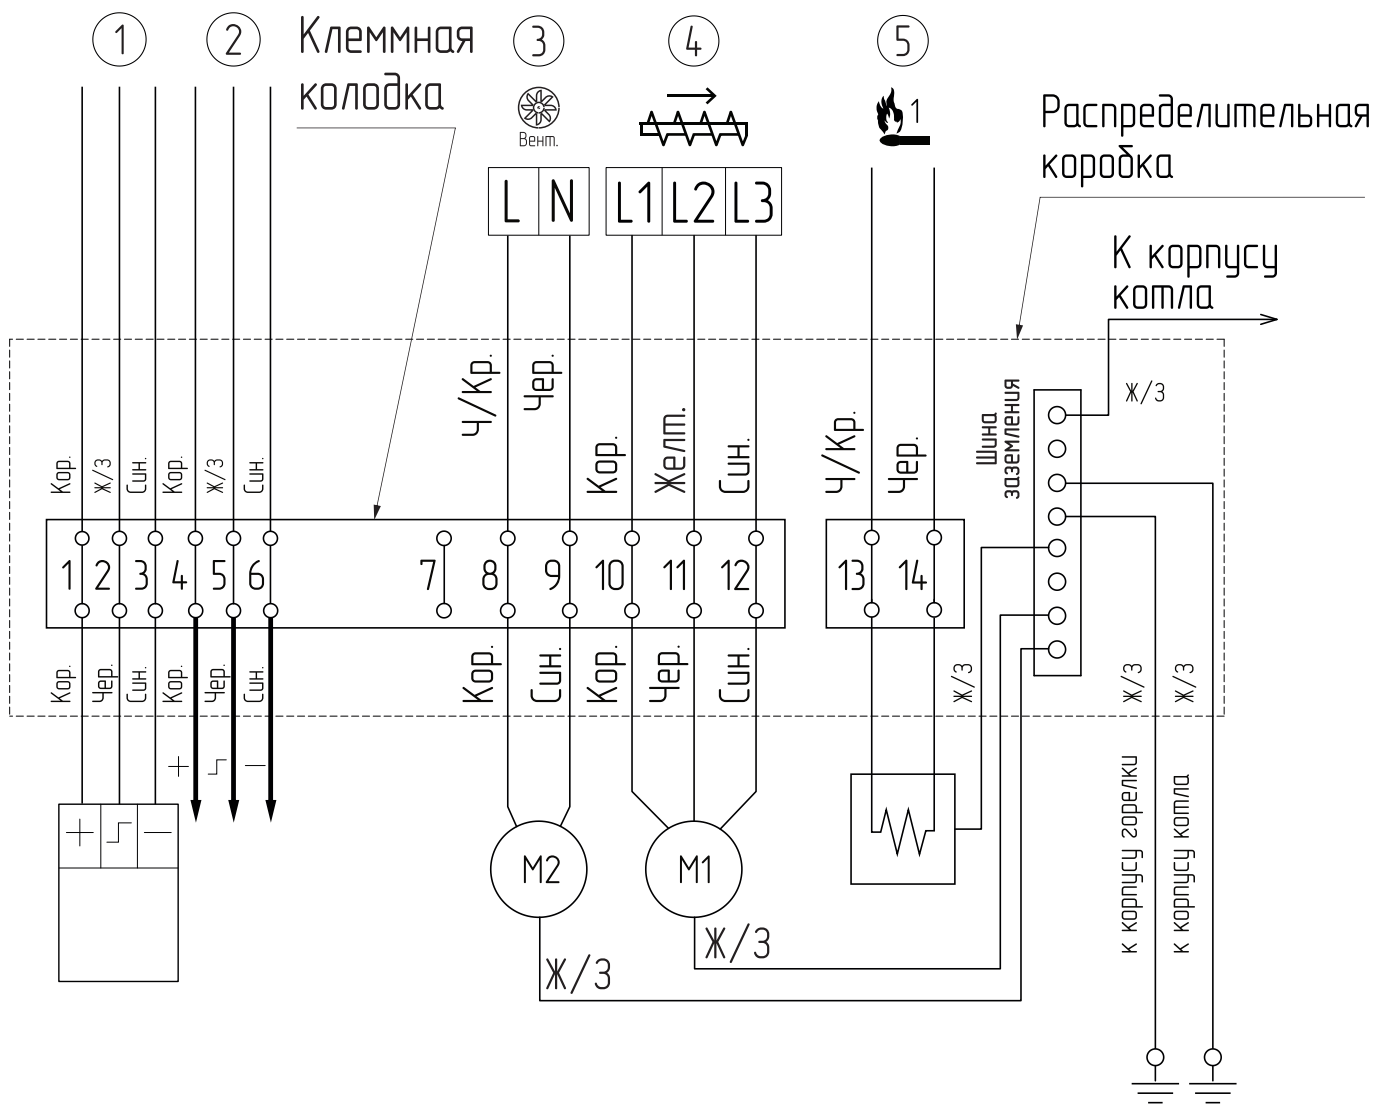 1
2
Клеммная
колодка
3
Вент.
4
5
1
Распределительная
коробка
L N
L1 L2 L3
К корпусу
котла
Ч/Кр.
Чер.
Кор.
Ж/З
Син.
Кор.
Ж/З
Син.
Кор.
Желт.
Син.
Ч/Кр.
Чер.
Шина
заземления
Ж/З
1 2 3 4 5 6 7 8 9 10 11 12 13 14
Кор.
Чер.
Син.
Кор.
Чер.
Син.
Кор.
Син.
Кор.
Чер.
Син.
Ж/З
Ж/З
Ж/З
+ –
+ –
М2
М1
Ж/З
Ж/З
к корпусу горелки
к корпусу котла